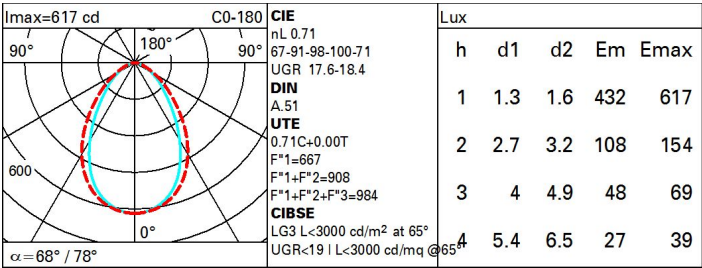 Imax=617 cd C0-180
90° 180° 90°
600
0°
α=68° / 78°
CIE
nL 0.71
67-91-98-100-71
UGR 17.6-18.4
DIN
A.51
UTE
0.71C+0.00T
F"1=667
F"1+F"2=908
F"1+F"2+F"3=984
CIBSE
LG3 L<3000 cd/m² at 65°
UGR<19 | L<3000 cd/mq @65°
Lux
h d1 d2 Em Emax
1 1.3 1.6 432 617
2 2.7 3.2 108 154
3 4 4.9 48 69
4 5.4 6.5 27 39